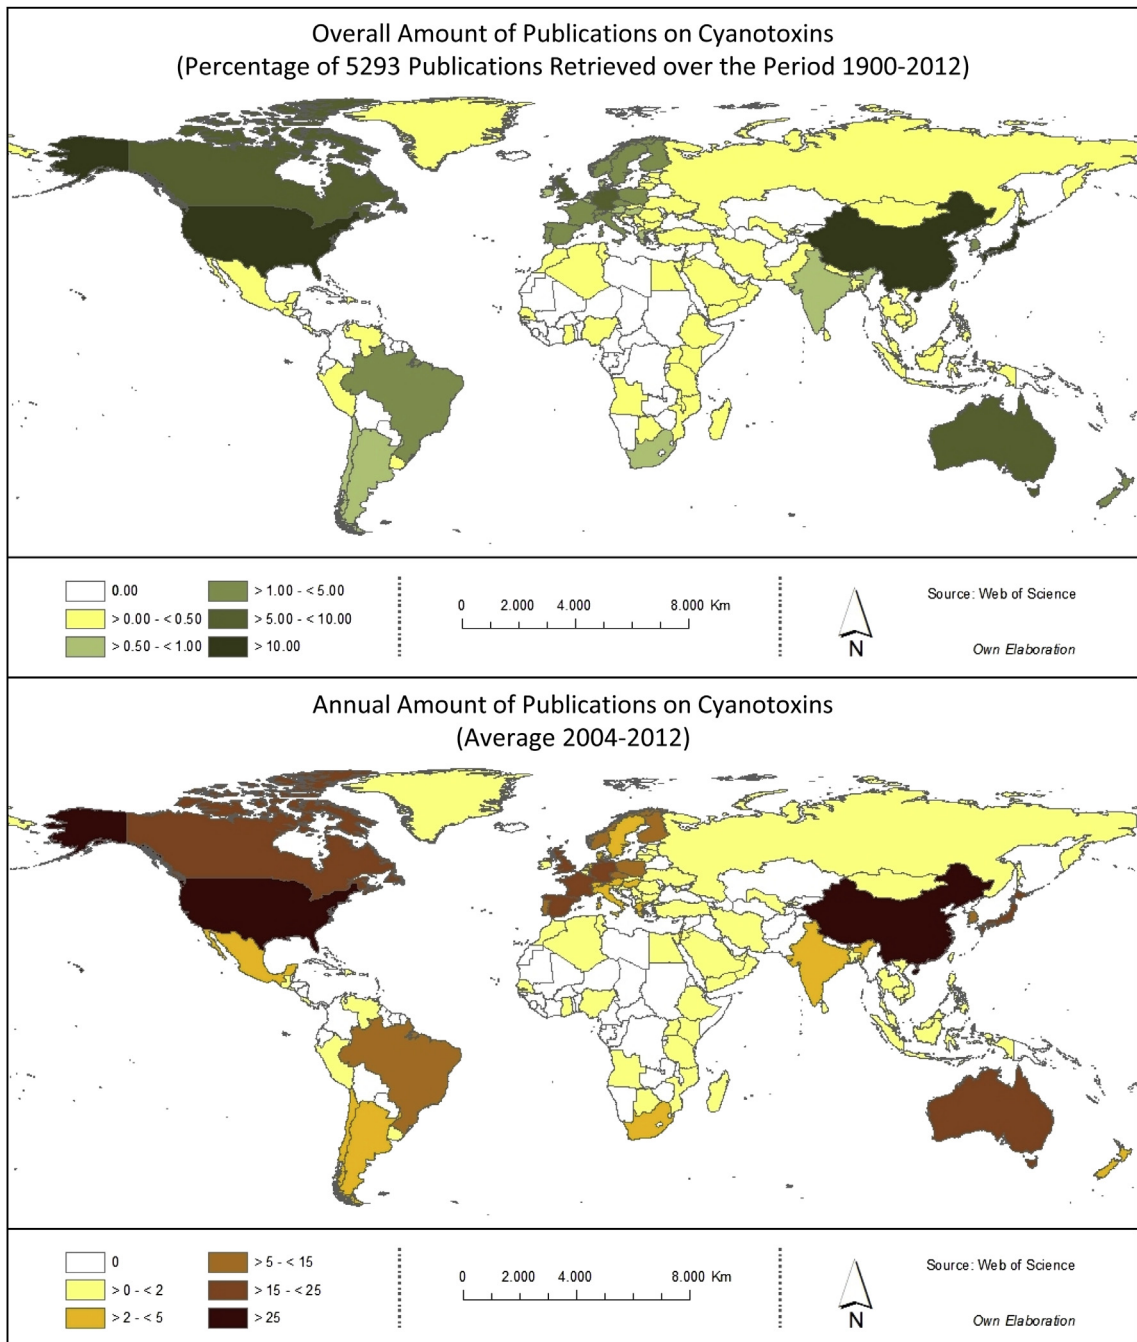 Overall Amount of Publications on Cyanotoxins
(Percentage of 5293 Publications Retrieved over the Period 1900-2012)
0.00
> 0.00 - < 0.50
> 0.50 - < 1.00
> 1.00 - < 5.00
> 5.00 - < 10.00
> 10.00
0 2.000 4.000 8.000 Km
N
Source: Web of Science
Own Elaboration
Annual Amount of Publications on Cyanotoxins
(Average 2004-2012)
0
> 0 - < 2
> 2 - < 5
> 5 - < 15
> 15 - < 25
> 25
0 2.000 4.000 8.000 Km
N
Source: Web of Science
Own Elaboration